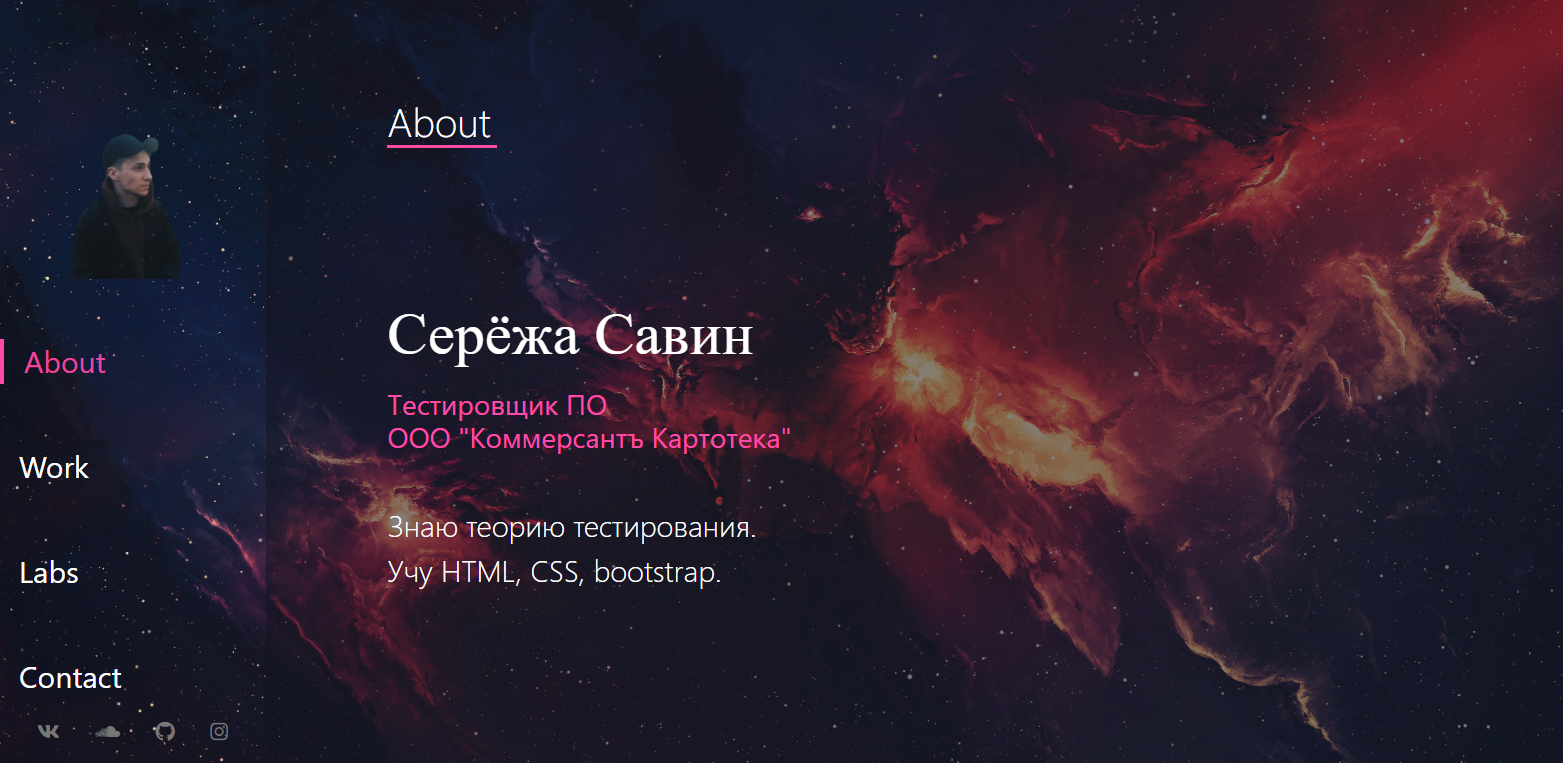 About
Work
Labs
Contact
About
Серёжа Савин
Тестировщик ПО
ООО "Коммерсантъ Картотека"
Знаю теорию тестирования.
Учу HTML, CSS, bootstrap.